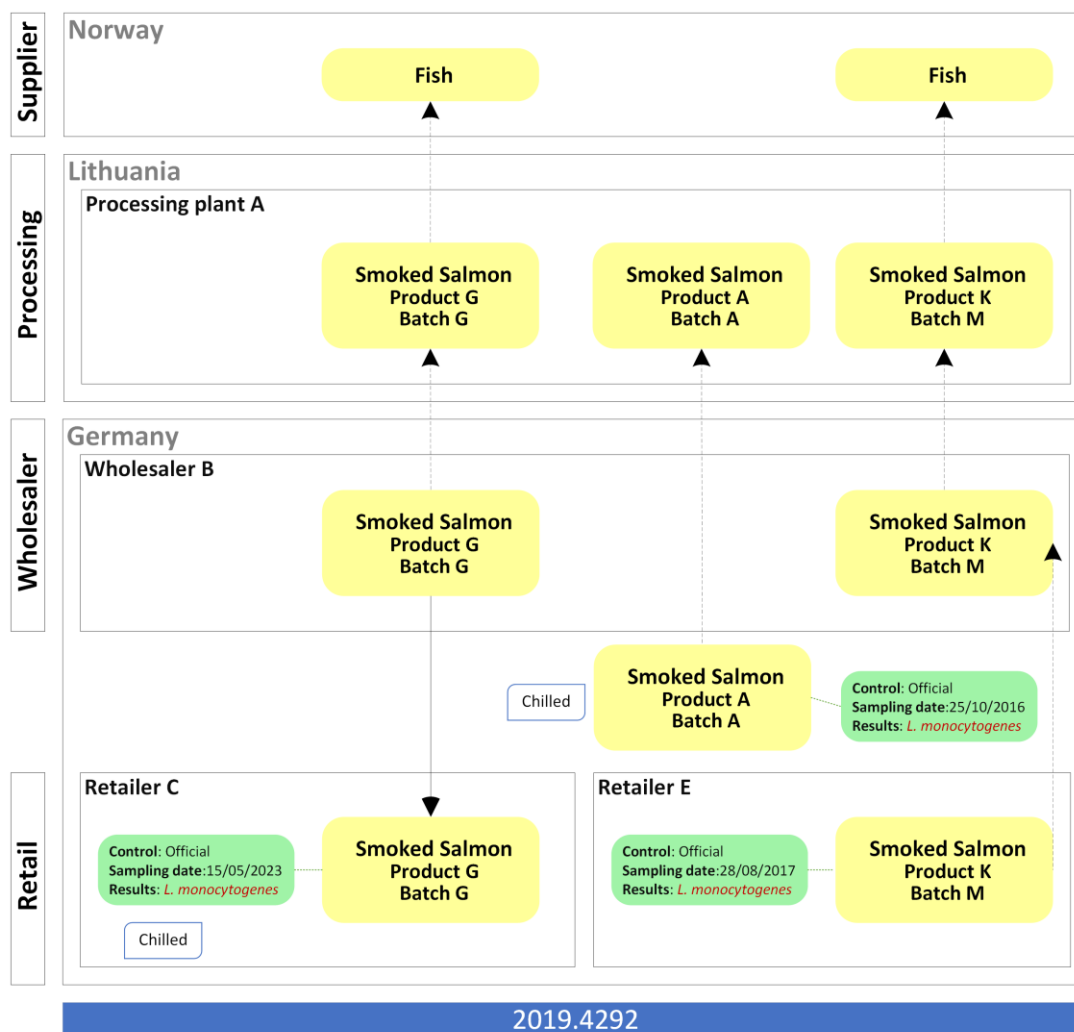 Supplier
Norway
Fish
Fish
Processing
Lithuania
Processing plant A
Smoked Salmon
Product G
Batch G
Smoked Salmon
Product A
Batch A
Smoked Salmon
Product K
Batch M
Wholesaler
Germany
Wholesaler B
Smoked Salmon
Product G
Batch G
Smoked Salmon
Product K
Batch M
Chilled
Smoked Salmon
Product A
Batch A
Control: Official
Sampling date:25/10/2016
Results: L. monocytogenes
Retail
Retailer C
Control: Official
Sampling date:15/05/2023
Results: L. monocytogenes
Smoked Salmon
Product G
Batch G
Chilled
Retailer E
Control: Official
Sampling date:28/08/2017
Results: L. monocytogenes
Smoked Salmon
Product K
Batch M
2019.4292